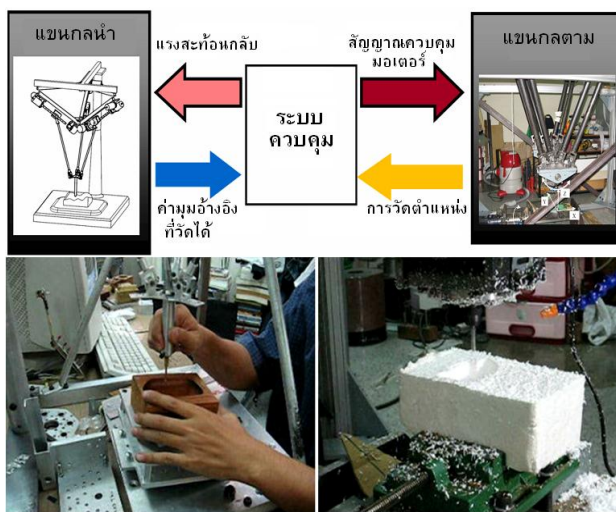 แขนกลนำ
แรงสะท้อนกลับ
สัญญาณควบคุม
มอเตอร์
แขนกลตาม
ระบบ
ควบคุม
ค่ามุมอ้างอิง
ที่วัดได้
การวัดตำแหน่ง
Y
Z
X